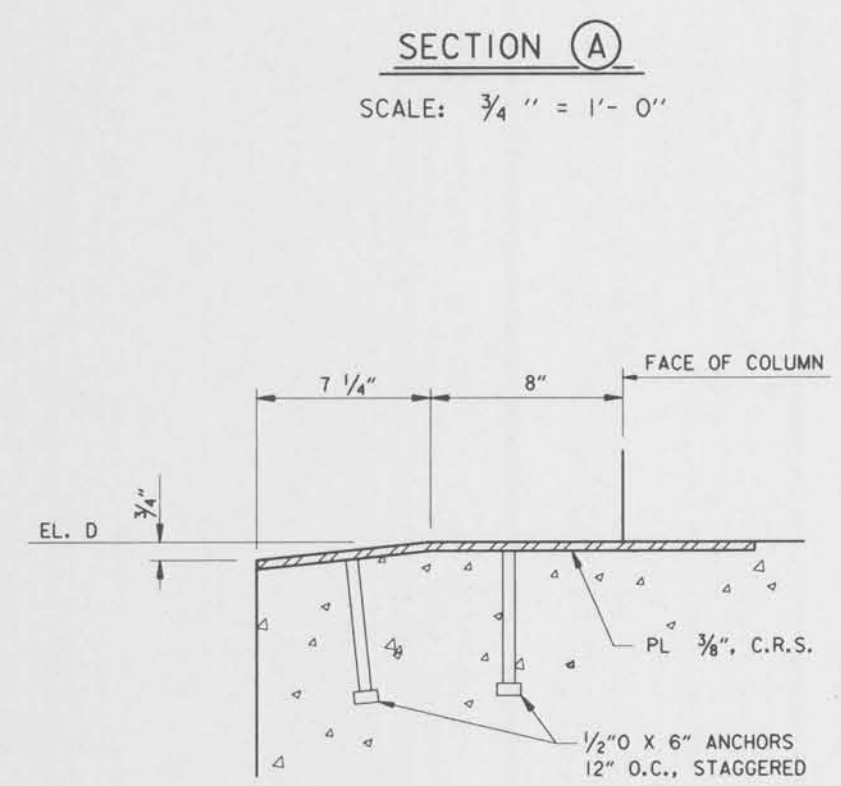 SECTION A
SCALE: 3/4 " = 1'- 0"
FACE OF COLUMN
7 1/4"
8"
3/4"
EL. D
PL 3/8", C.R.S.
1/2"O X 6" ANCHORS
12" O.C., STAGGERED